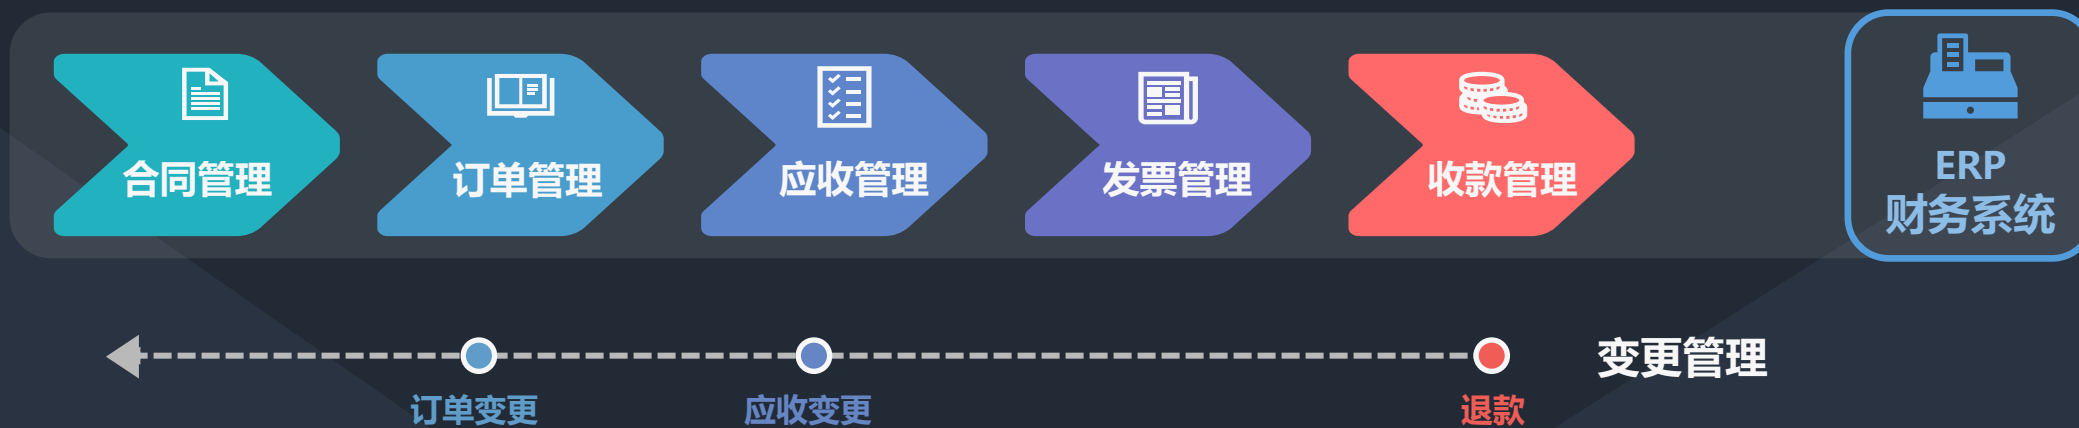 合同管理
订单管理
应收管理
发票管理
收款管理
ERP
财务系统
变更管理
订单变更
应收变更
退款